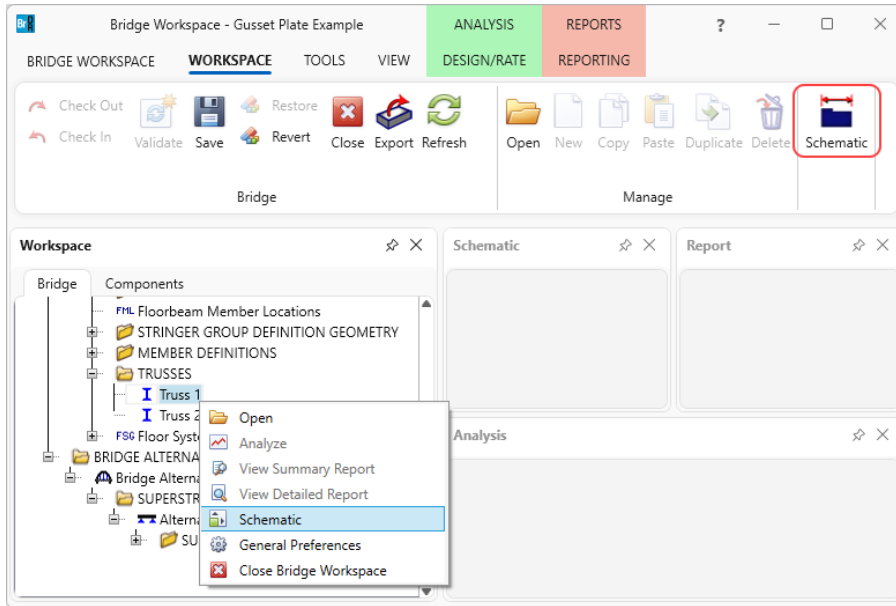 Br R Bridge Workspace - Gusset Plate Example ANALYSIS REPORTS ?
BRIDGE WORKSPACE WORKSPACE TOOLS VIEW DESIGN/RATE REPORTING
Check Out
Check In
Validate Save
Restore
Revert
Close Export Refresh
Open New Copy Paste Duplicate Delete
Schematic
Bridge Manage
Workspace
Bridge Components
FML Floorbeam Member Locations
STRINGER GROUP DEFINITION GEOMETRY
MEMBER DEFINITIONS
TRUSSES
Truss 1
Truss 2
FSG Floor Syste
BRIDGE ALTERNA
Bridge Alterna
SUPERSTR
Alterna
SU
Open
Analyze
View Summary Report
View Detailed Report
Schematic
General Preferences
Close Bridge Workspace
Schematic
Report
Analysis